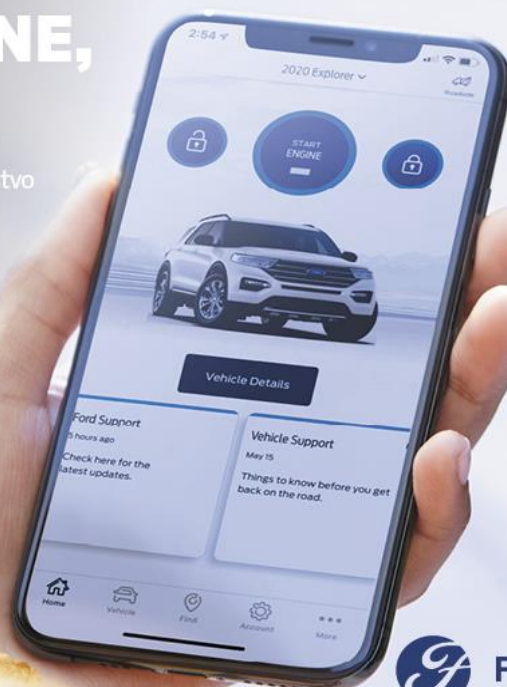 NE,
tvo
2:54
2020 Explorer
Roadside
START
ENGINE
Vehicle Details
Ford Support
5 hours ago
Check here for the
latest updates.
Vehicle Support
May 15
Things to know before you get
back on the road.
Home
Vehicle
Find
Account
More
F